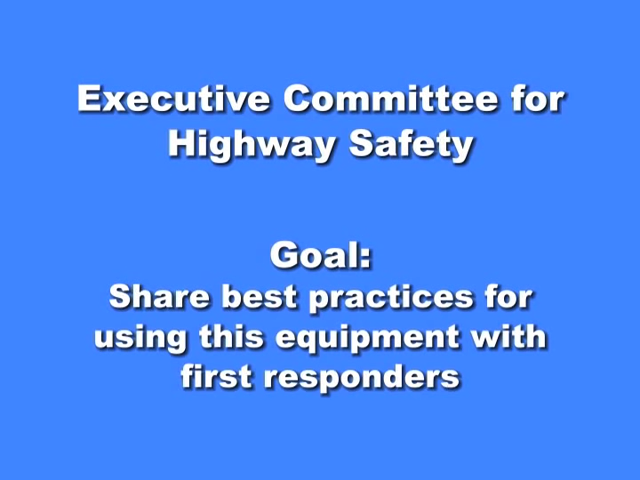 Executive Committee for
Highway Safety
Goal:
Share best practices for
using this equipment with
first responders